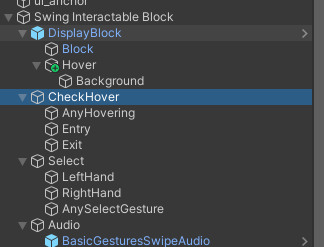 ui_anchor
Swing Interactable Block
DisplayBlock
Block
Hover
Background
CheckHover
AnyHovering
Entry
Exit
Select
LeftHand
RightHand
AnySelectGesture
Audio
BasicGesturesSwipeAudio